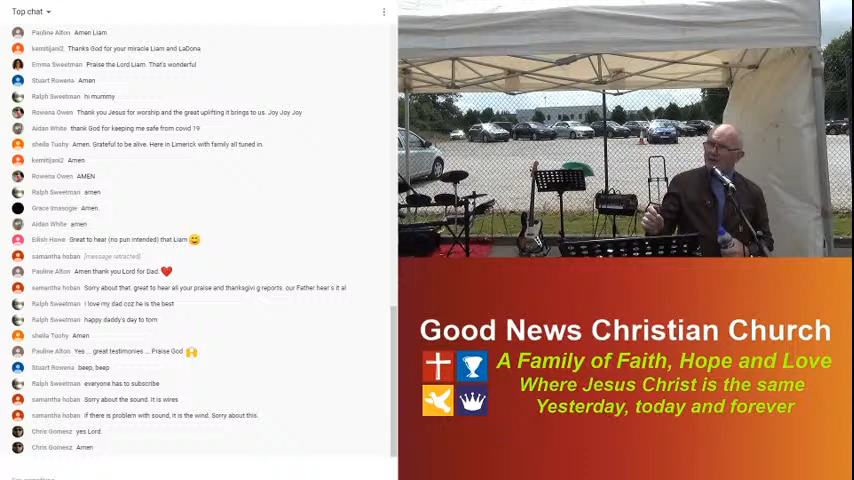 Top chat
Pauline Alton Amen Liam
kemitijani2 Thanks God for your miracle Liam and LaDona
Emma Sweetman Praise the Lord Liam. That's wonderful
Stuart Rowena Amen
Ralph Sweetman hi mummy
Rowena Owen Thank you Jesus for worship and the great uplifting it brings to us. Joy Joy Joy
Aidan White thank God for keeping me safe from covid 19
sheila Tuohy Amen. Grateful to be alive. Here in Limerick with family all tuned in.
kemitijani2 Amen
Rowena Owen AMEN
Ralph Sweetman amen
Grace Imasogie Amen.
Aidan White amen
Eilish Howe Great to hear (no pun intended) that Liam 😊
samantha hoban [message retracted]
Pauline Alton Amen thank you Lord for Dad. ❤️
samantha hoban Sorry about that. great to hear all your praise and thanksgivi g reports. our Father hear s it al
Ralph Sweetman I love my dad coz he is the best
Ralph Sweetman happy daddy's day to tom
sheila Tuohy Amen
Pauline Alton Yes ... great testimonies ... Praise God 🙌
Stuart Rowena beep, beep
Ralph Sweetman everyone has to subscribe
samantha hoban Sorry about the sound. It is wires
samantha hoban if there is problem with sound, it is the wind. Sorry about this.
Chris Gomesz yes Lord.
Chris Gomesz Amen
Good News Christian Church
A Family of Faith, Hope and Love
Where Jesus Christ is the same
Yesterday, today and forever